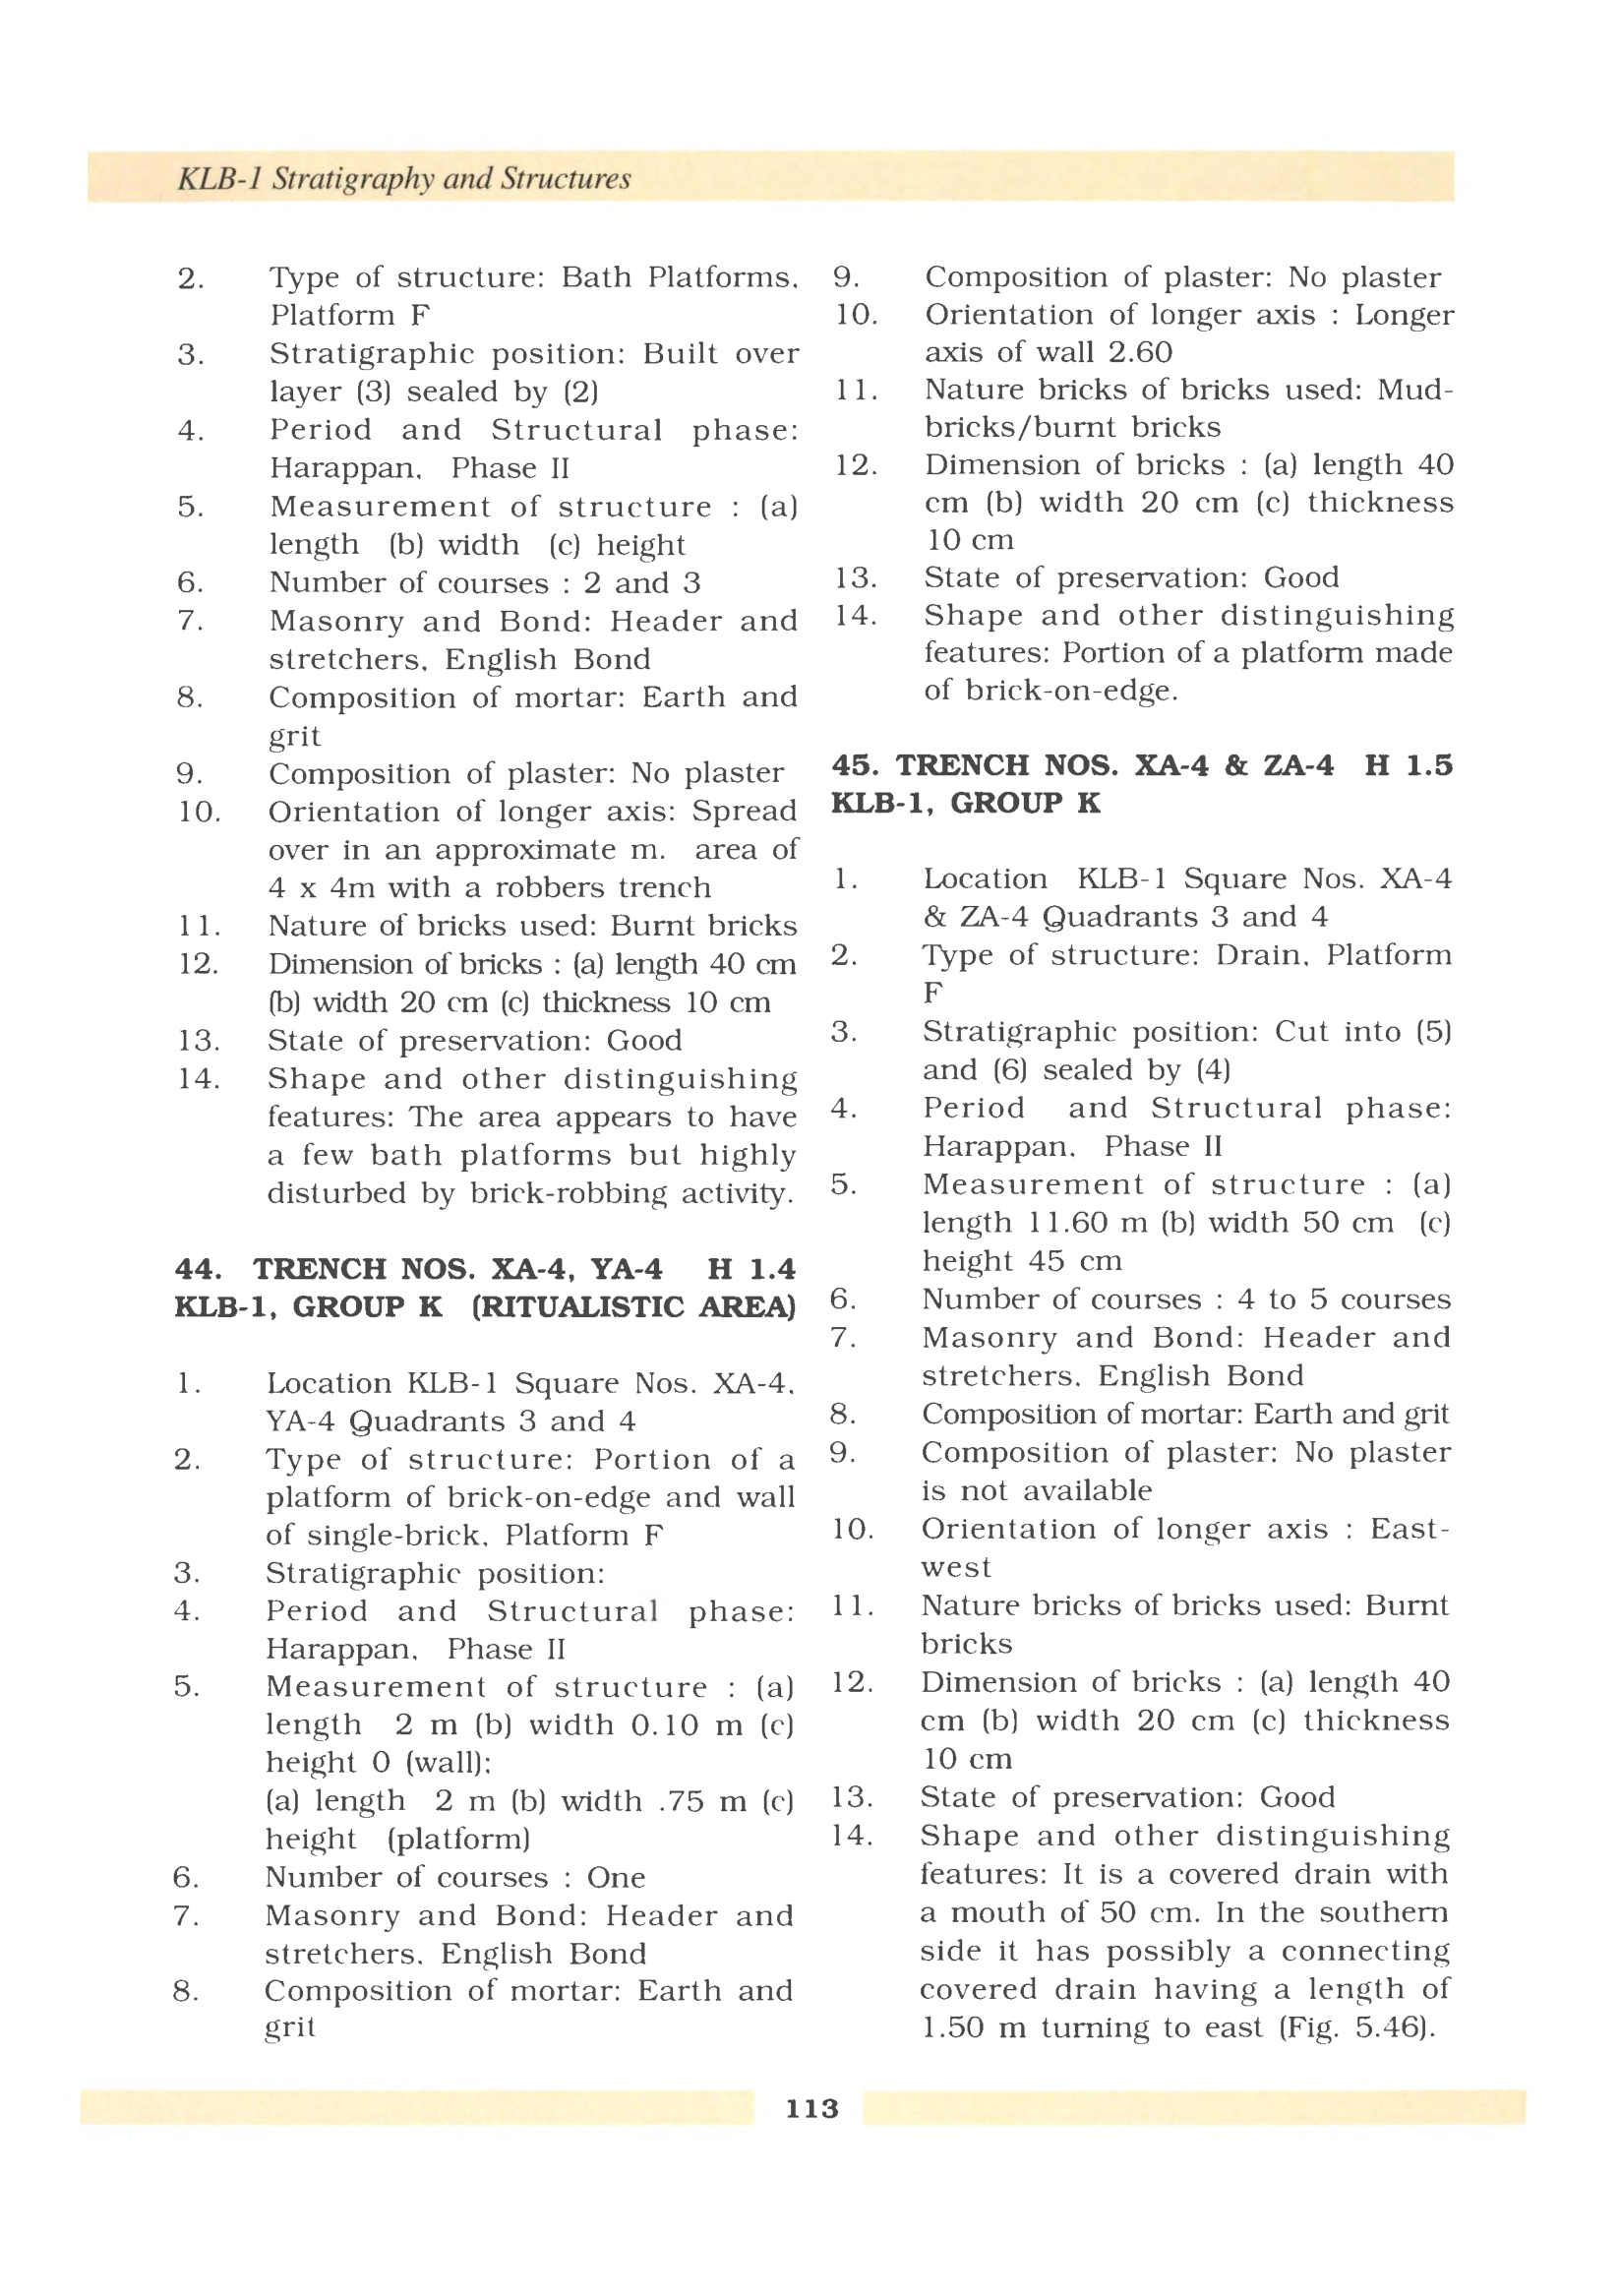 KLB-1 Stratigraphy and Structures
2. Type of structure: Bath Platforms,
Platform F
3. Stratigraphic position: Built over
layer (3) sealed by (2)
4. Period and Structural phase:
Harappan, Phase II
5. Measurement of structure : (a)
length (b) width (c) height
6. Number of courses : 2 and 3
7. Masonry and Bond: Header and
stretchers, English Bond
8. Composition of mortar: Earth and
grit
9. Composition of plaster: No plaster
10. Orientation of longer axis: Spread
over in an approximate m. area of
4 x 4m with a robbers trench
11. Nature of bricks used: Burnt bricks
12. Dimension of bricks : (a) length 40 cm
(b) width 20 cm (c) thickness 10 cm
13. State of preservation: Good
14. Shape and other distinguishing
features: The area appears to have
a few bath platforms but highly
disturbed by brick-robbing activity.
44. TRENCH NOS. XA-4, YA-4 H 1.4
KLB-1, GROUP K (RITUALISTIC AREA)
1. Location KLB-1 Square Nos. XA-4,
YA-4 Quadrants 3 and 4
2. Type of structure: Portion of a
platform of brick-on-edge and wall
of single-brick, Platform F
3. Stratigraphic position:
4. Period and Structural phase:
Harappan, Phase II
5. Measurement of structure : (a)
length 2 m (b) width 0.10 m (c)
height 0 (wall);
(a) length 2 m (b) width .75 m (c)
height (platform)
6. Number of courses : One
7. Masonry and Bond: Header and
stretchers, English Bond
8. Composition of mortar: Earth and
grit
9. Composition of plaster: No plaster
10. Orientation of longer axis : Longer
axis of wall 2.60
11. Nature bricks of bricks used: Mud-
bricks/burnt bricks
12. Dimension of bricks : (a) length 40
cm (b) width 20 cm (c) thickness
10 cm
13. State of preservation: Good
14. Shape and other distinguishing
features: Portion of a platform made
of brick-on-edge.
45. TRENCH NOS. XA-4 & ZA-4 H 1.5
KLB-1, GROUP K
1. Location KLB-1 Square Nos. XA-4
& ZA-4 Quadrants 3 and 4
2. Type of structure: Drain, Platform
F
3. Stratigraphic position: Cut into (5)
and (6) sealed by (4)
4. Period and Structural phase:
Harappan, Phase II
5. Measurement of structure : (a)
length 11.60 m (b) width 50 cm (c)
height 45 cm
6. Number of courses : 4 to 5 courses
7. Masonry and Bond: Header and
stretchers, English Bond
8. Composition of mortar: Earth and grit
9. Composition of plaster: No plaster
is not available
10. Orientation of longer axis : East-
west
11. Nature bricks of bricks used: Burnt
bricks
12. Dimension of bricks : (a) length 40
cm (b) width 20 cm (c) thickness
10 cm
13. State of preservation: Good
14. Shape and other distinguishing
features: It is a covered drain with
a mouth of 50 cm. In the southern
side it has possibly a connecting
covered drain having a length of
1.50 m turning to east (Fig. 5.46).
113